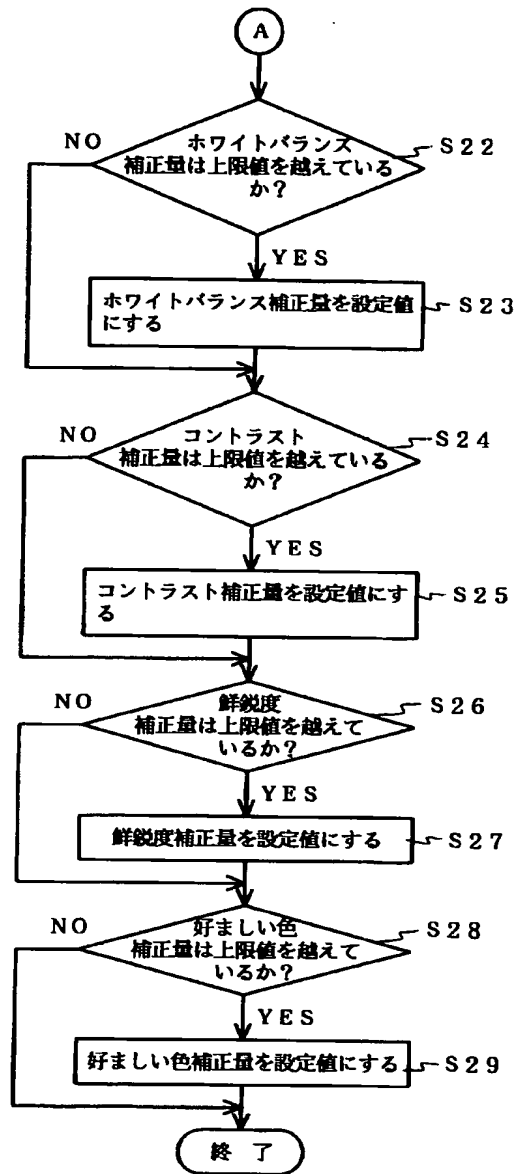 A
NO
ホワイトバランス
補正量は上限値を越えている
か？
S22
YES
ホワイトバランス補正量を設定値
にする
S23
NO
コントラスト
補正量は上限値を越えている
か？
S24
YES
コントラスト補正量を設定値にす
る
S25
NO
鮮鋭度
補正量は上限値を越えて
いるか？
S26
YES
鮮鋭度補正量を設定値にする
S27
NO
好ましい色
補正量は上限値を越えて
いるか？
S28
YES
好ましい色補正量を設定値にする
S29
終了